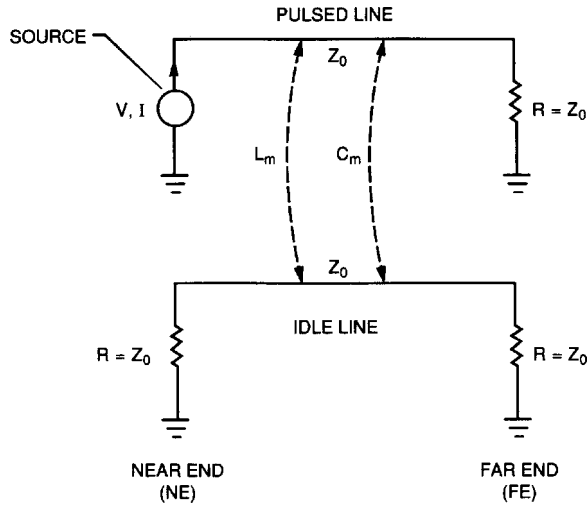 PULSED LINE
SOURCE
Z0
V, I
R = Z0
Lm
Cm
Z0
IDLE LINE
R = Z0
R = Z0
NEAR END
(NE)
FAR END
(FE)